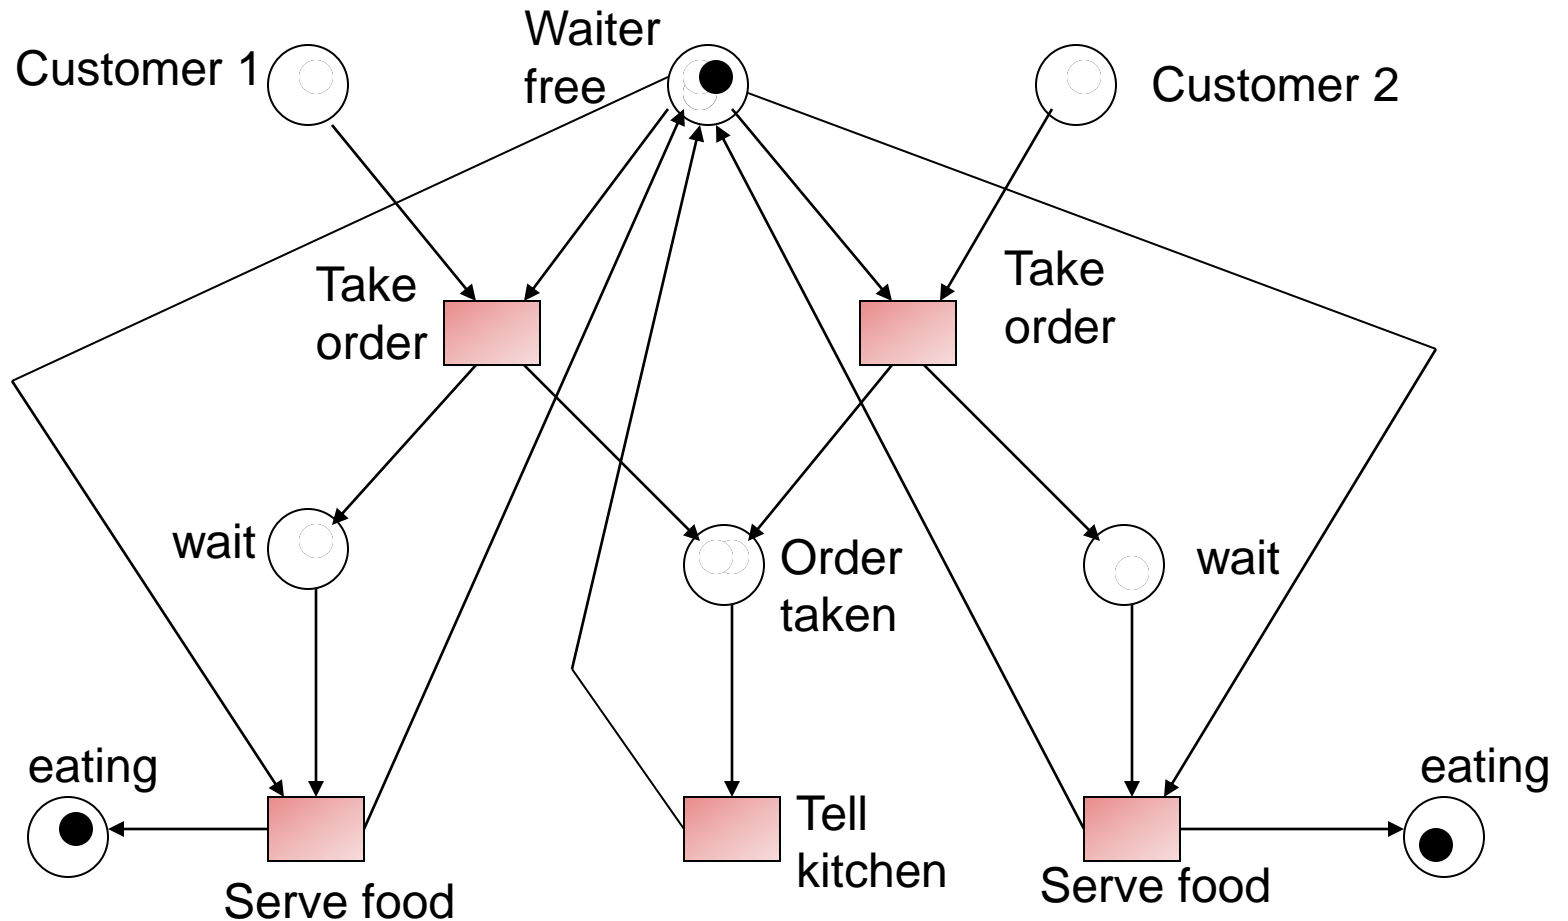 Customer 1
Waiter
free
Customer 2
Take
order
Take
order
wait
Order
taken
wait
eating
eating
Tell
kitchen
Serve food
Serve food